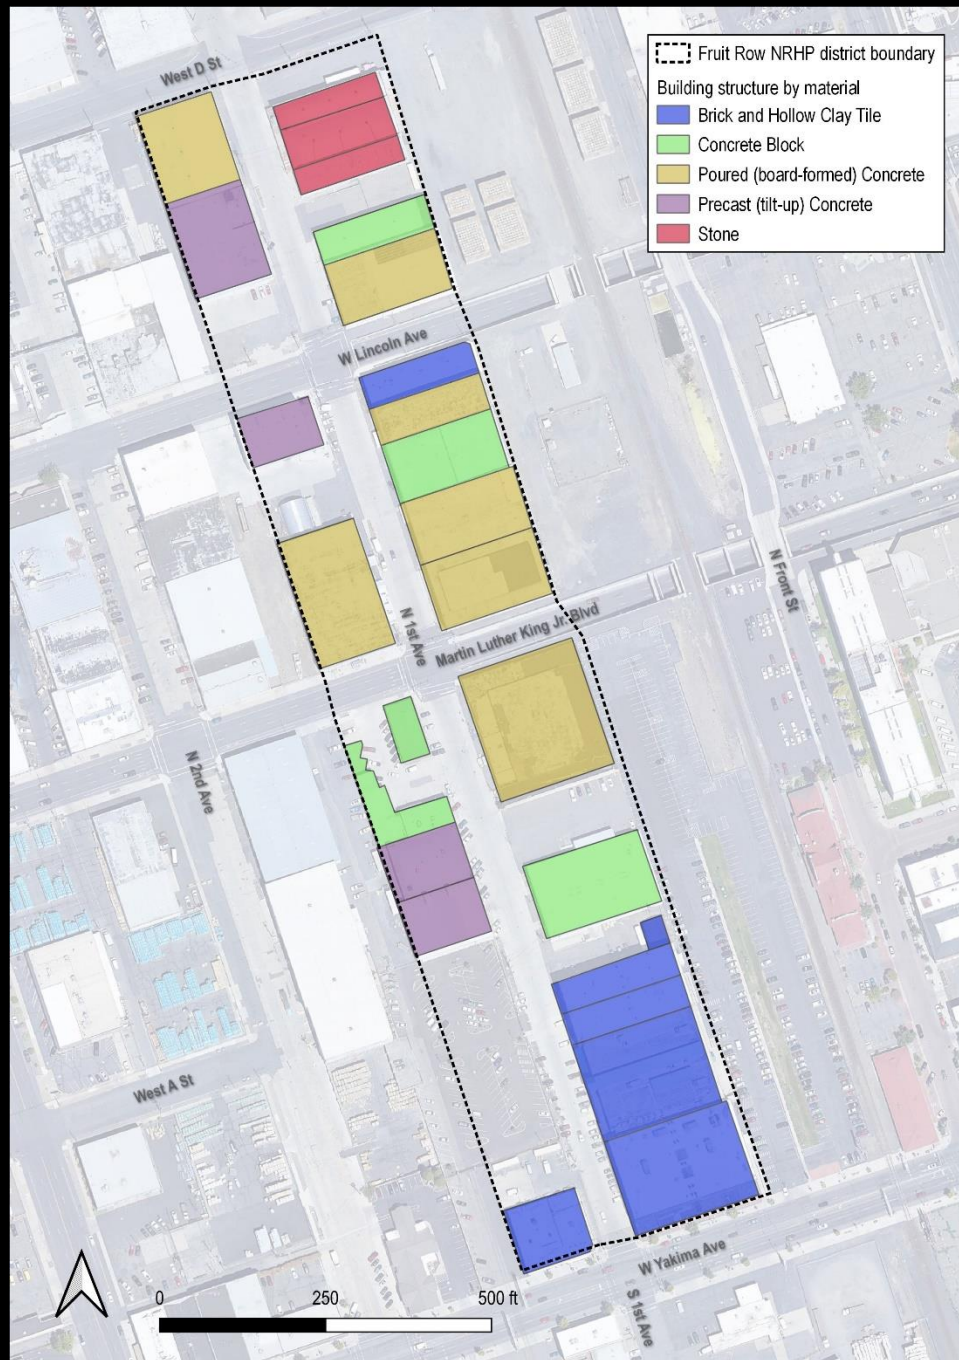 West D St
Fruit Row NRHP district boundary
Building structure by material
Brick and Hollow Clay Tile
Concrete Block
Poured (board-formed) Concrete
Precast (tilt-up) Concrete
Stone
W Lincoln Ave
N Front St
N 1st Ave
Martin Luther King Jr. Blvd
N 2nd Ave
West A St
W Yakima Ave
S 1st Ave
0 250 500 ft